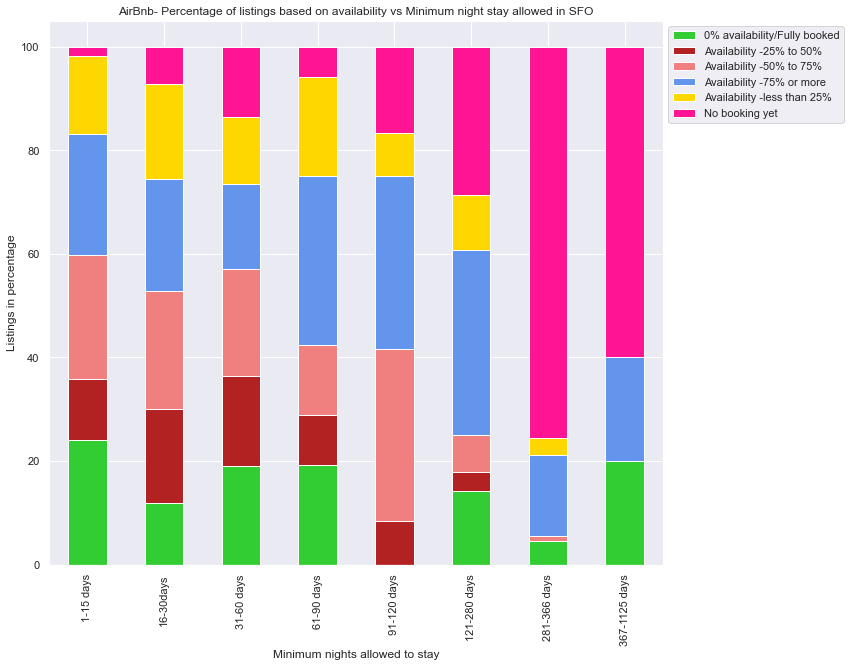 AirBnb- Percentage of listings based on availability vs Minimum night stay allowed in SFO
0% availability/Fully booked
Availability -25% to 50%
Availability -50% to 75%
Availability -75% or more
Availability -less than 25%
No booking yet
Listings in percentage
100
80
60
40
20
0
1-15 days
16-30days
31-60 days
61-90 days
91-120 days
121-280 days
281-366 days
367-1125 days
Minimum nights allowed to stay